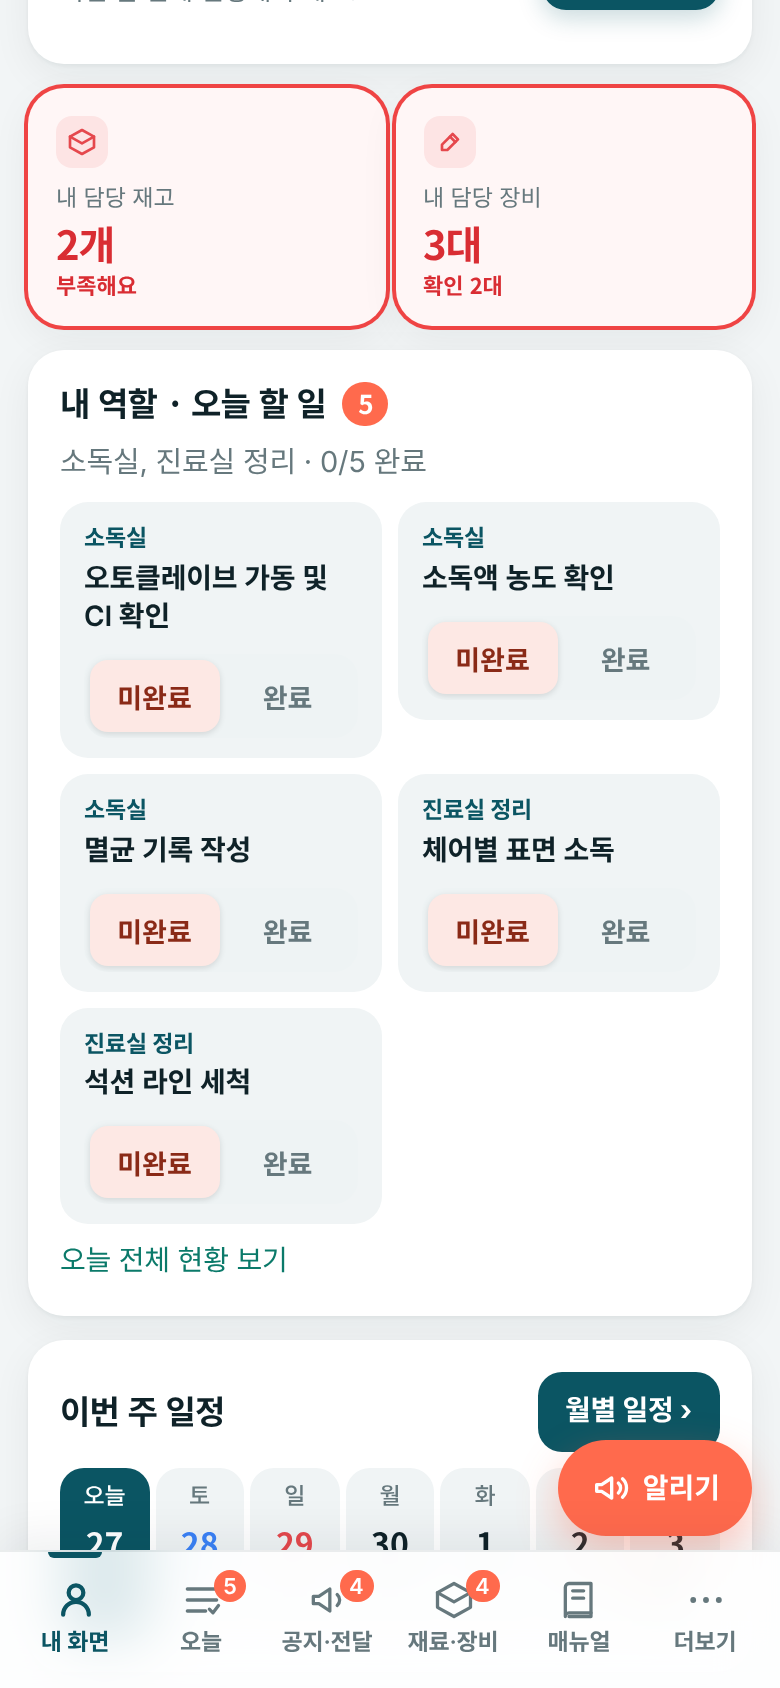 내 담당 재고
2개
부족해요
내 담당 장비
3대
확인 2대
내 역할 · 오늘 할 일 5
소독실, 진료실 정리 · 0/5 완료
소독실
오토클레이브 가동 및
CI 확인
미완료 완료
소독실
소독액 농도 확인
미완료 완료
소독실
멸균 기록 작성
미완료 완료
진료실 정리
체어별 표면 소독
미완료 완료
진료실 정리
석션 라인 세척
미완료 완료
오늘 전체 현황 보기
이번 주 일정
월별 일정 ›
알리기
오늘 토 일 월 화
27 28 29 30 1 2 3
5 4 4
내 화면 오늘 공지·전달 재료·장비 매뉴얼 더보기